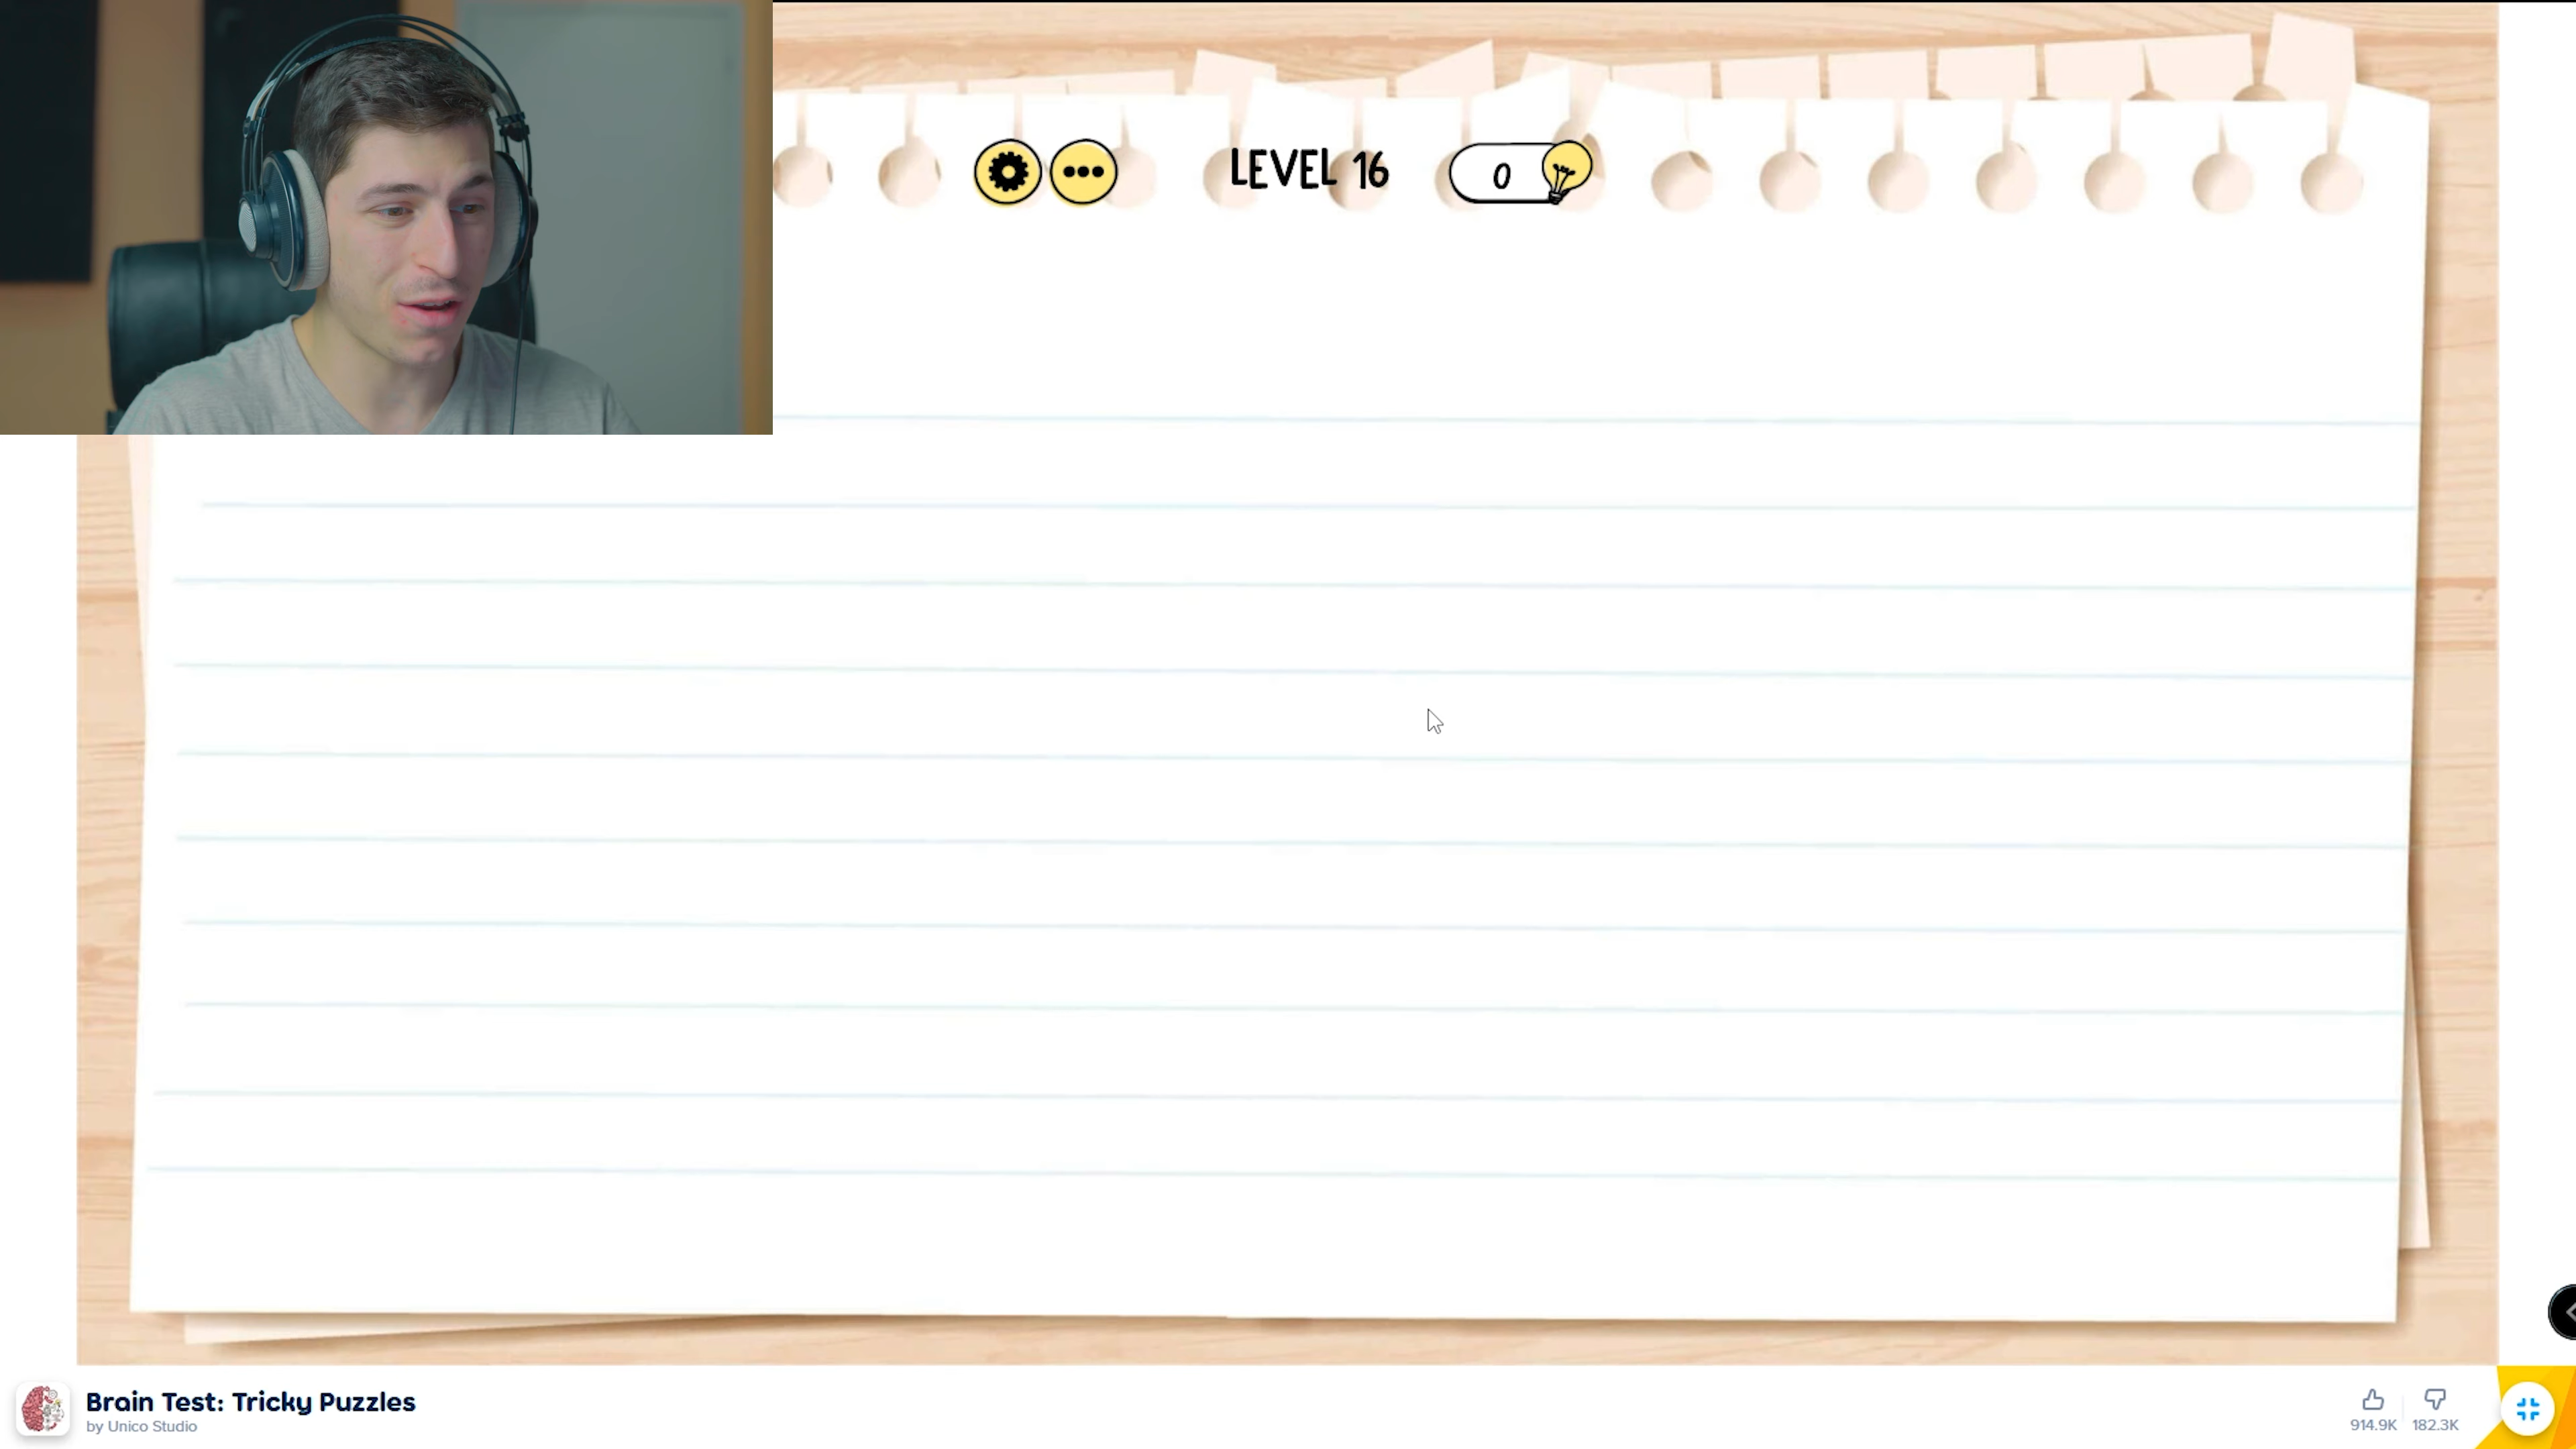 LEVEL 16
0
Brain Test: Tricky Puzzles
by Unico Studio
914.9K
182.3K